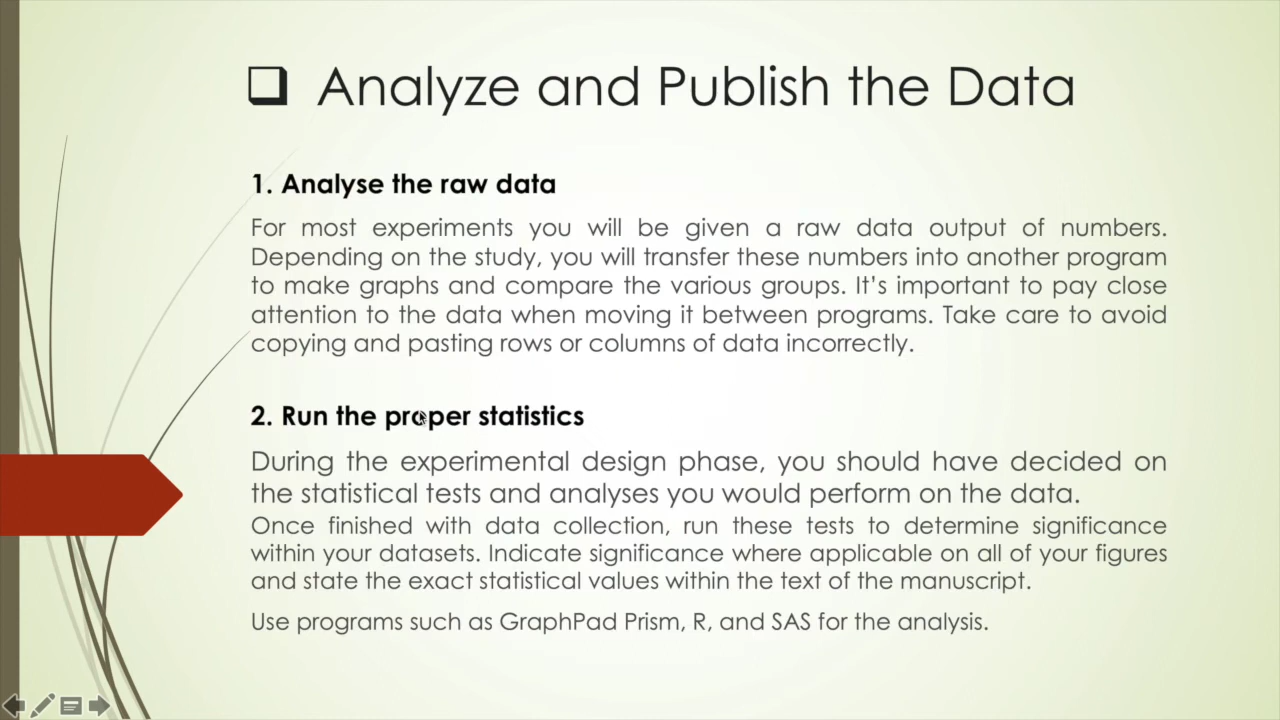 Analyze and Publish the Data
1. Analyse the raw data
For most experiments you will be given a raw data output of numbers.
Depending on the study, you will transfer these numbers into another program
to make graphs and compare the various groups. It’s important to pay close
attention to the data when moving it between programs. Take care to avoid
copying and pasting rows or columns of data incorrectly.
2. Run the proper statistics
During the experimental design phase, you should have decided on
the statistical tests and analyses you would perform on the data.
Once finished with data collection, run these tests to determine significance
within your datasets. Indicate significance where applicable on all of your figures
and state the exact statistical values within the text of the manuscript.
Use programs such as GraphPad Prism, R, and SAS for the analysis.